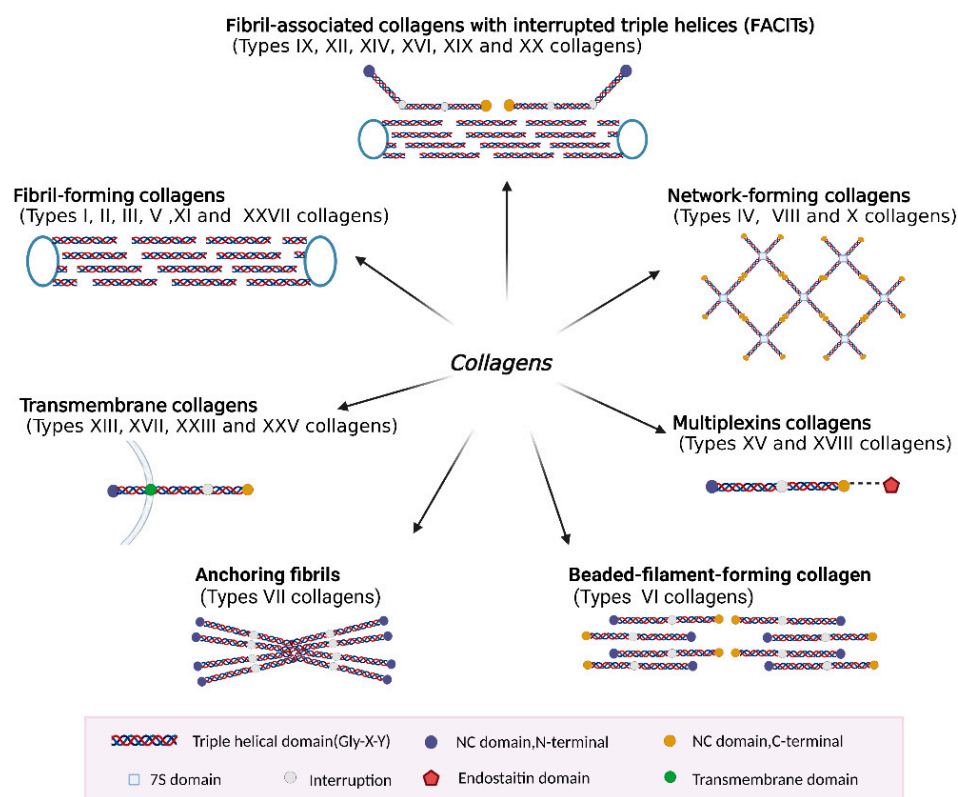 Fibril-associated collagens with interrupted triple helices (FACITs)
(Types IX, XII, XIV, XVI, XIX and XX collagens)
Fibril-forming collagens
(Types I, II, III, V ,XI and XXVII collagens)
Network-forming collagens
(Types IV, VIII and X collagens)
Collagens
Transmembrane collagens
(Types XIII, XVII, XXIII and XXV collagens)
Multiplexins collagens
(Types XV and XVIII collagens)
Anchoring fibrils
(Types VII collagens)
Beaded-filament-forming collagen
(Types VI collagens)
Triple helical domain(Gly-X-Y)
NC domain,N-terminal
NC domain,C-terminal
7S domain
Interruption
Endostaitin domain
Transmembrane domain